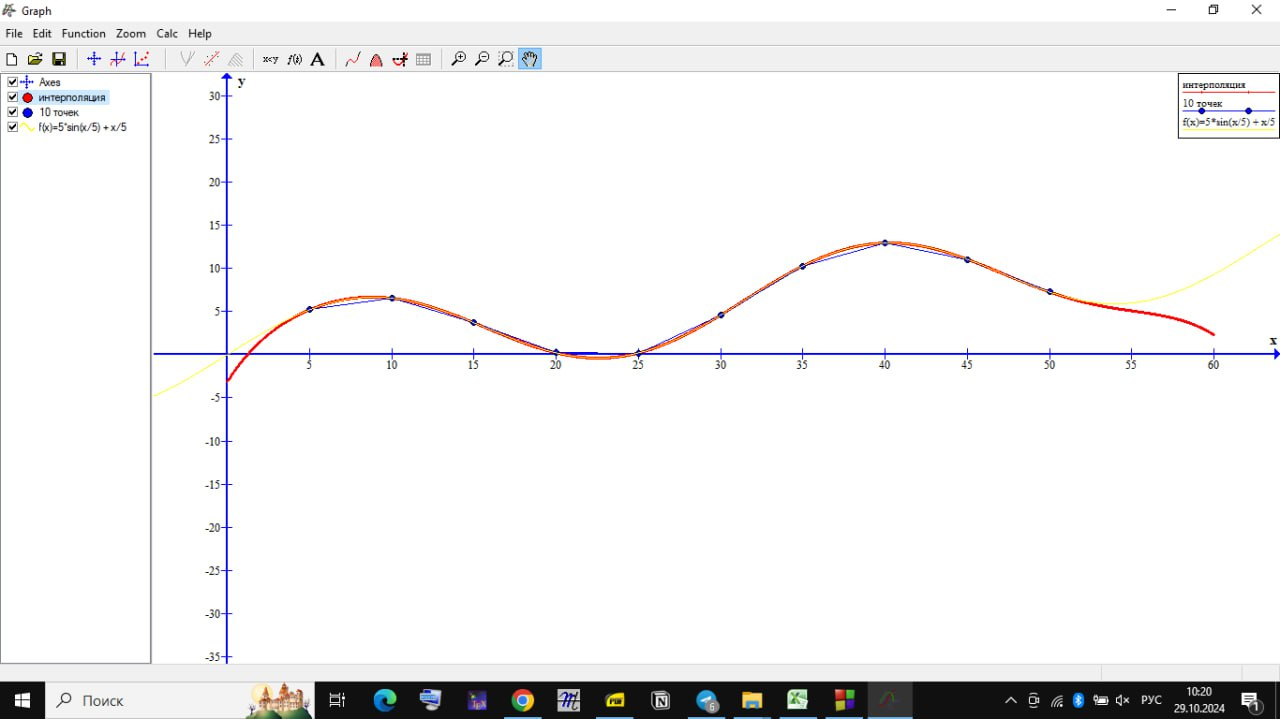 Graph
File Edit Function Zoom Calc Help
Axes
интерполяция
10 точек
f(x)=5*sin(x/5) + x/5
y
30
25
20
15
10
5
-5
-10
-15
-20
-25
-30
-35
5 10 15 20 25 30 35 40 45 50 55 60
x
интерполяция
10 точек
f(x)=5*sin(x/5) + x/5
Поиск
РУС
10:20
29.10.2024